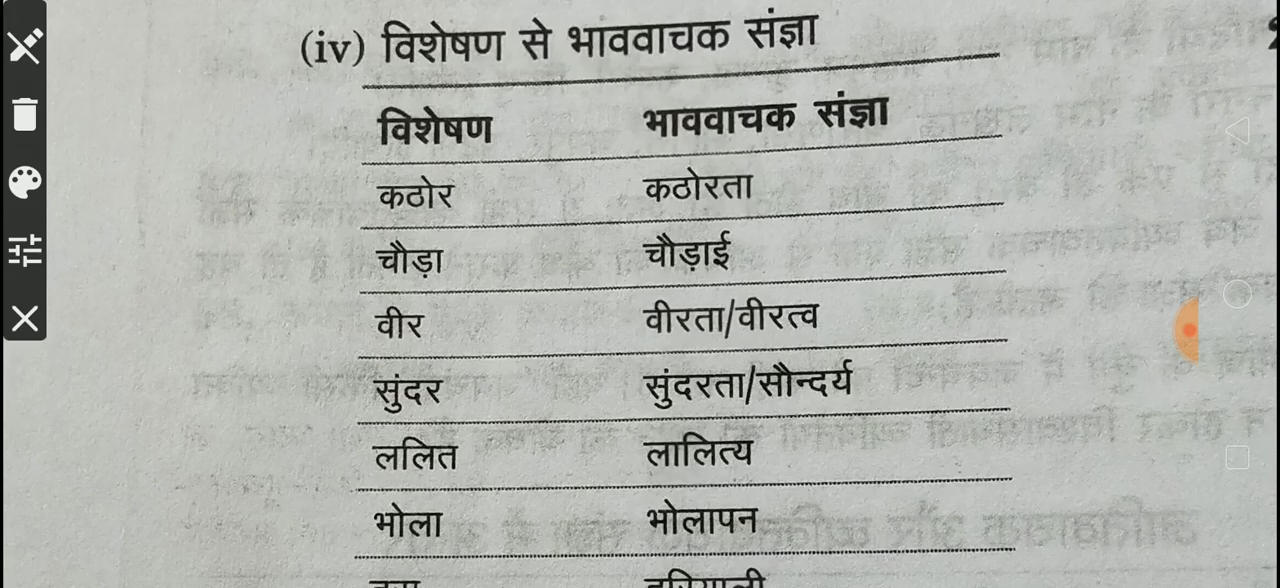 (iv) विशेषण से भाववाचक संज्ञा
विशेषण भाववाचक संज्ञा
कठोर कठोरता
चौड़ा चौड़ाई
वीर वीरता/वीरत्व
सुंदर सुंदरता/सौन्दर्य
ललित लालित्य
भोला भोलापन